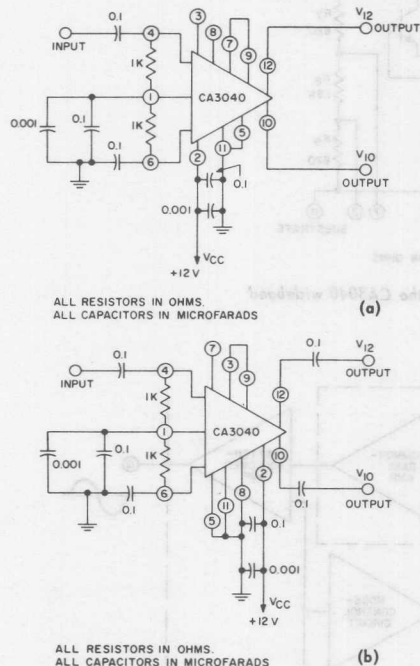 0.1
INPUT
4
3
8
7
9
V12
OUTPUT
1K
12
0.001
0.1
1
CA3040
1K
10
0.1
6
2
11
5
V10
OUTPUT
0.1
0.001
VCC
+12 V
ALL RESISTORS IN OHMS.
ALL CAPACITORS IN MICROFARADS
(a)
the CA3040 wideband
0.1
INPUT
4
7
3
9
0.1
V12
OUTPUT
1K
12
0.001
0.1
1
CA3040
1K
10
V10
OUTPUT
0.1
6
2
0.1
5
11
8
0.1
0.001
VCC
+12 V
ALL RESISTORS IN OHMS.
ALL CAPACITORS IN MICROFARADS
(b)